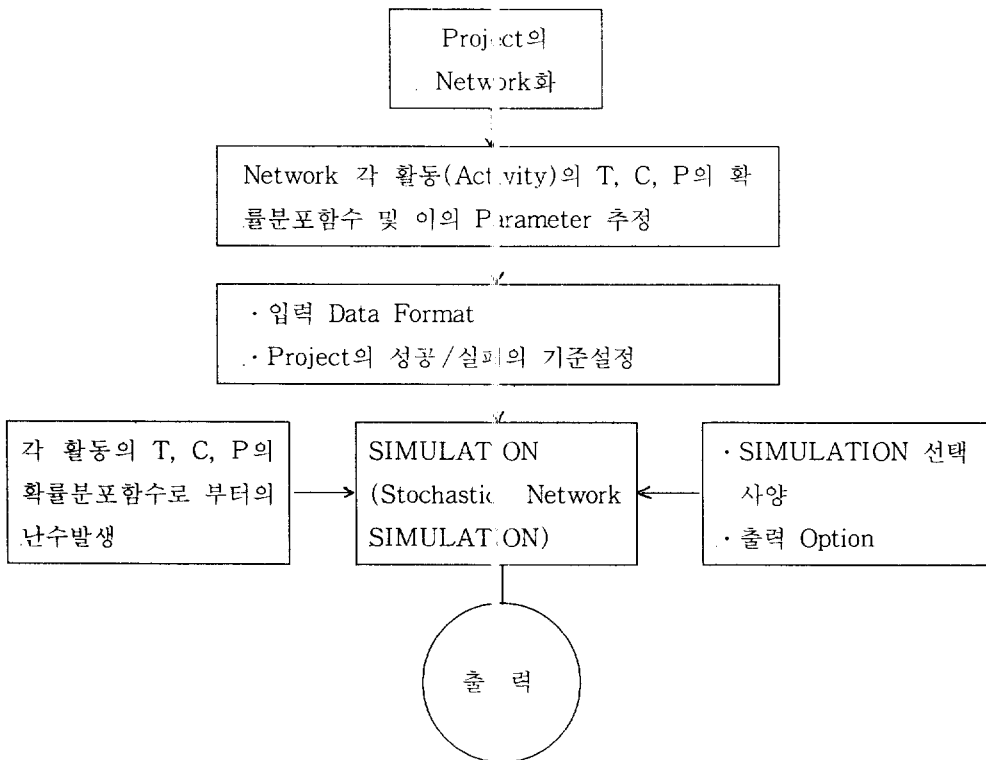 Project의
Network화
Network 각 활동(Activity)의 T, C, P의 확
률분포함수 및 이의 Parameter 추정
· 입력 Data Format
· Project의 성공/실패의 기준설정
각 활동의 T, C, P의
확률분포함수로 부터의
난수발생
SIMULATION
(Stochastic Network
SIMULATION)
· SIMULATION 선택
사양
· 출력 Option
출 력